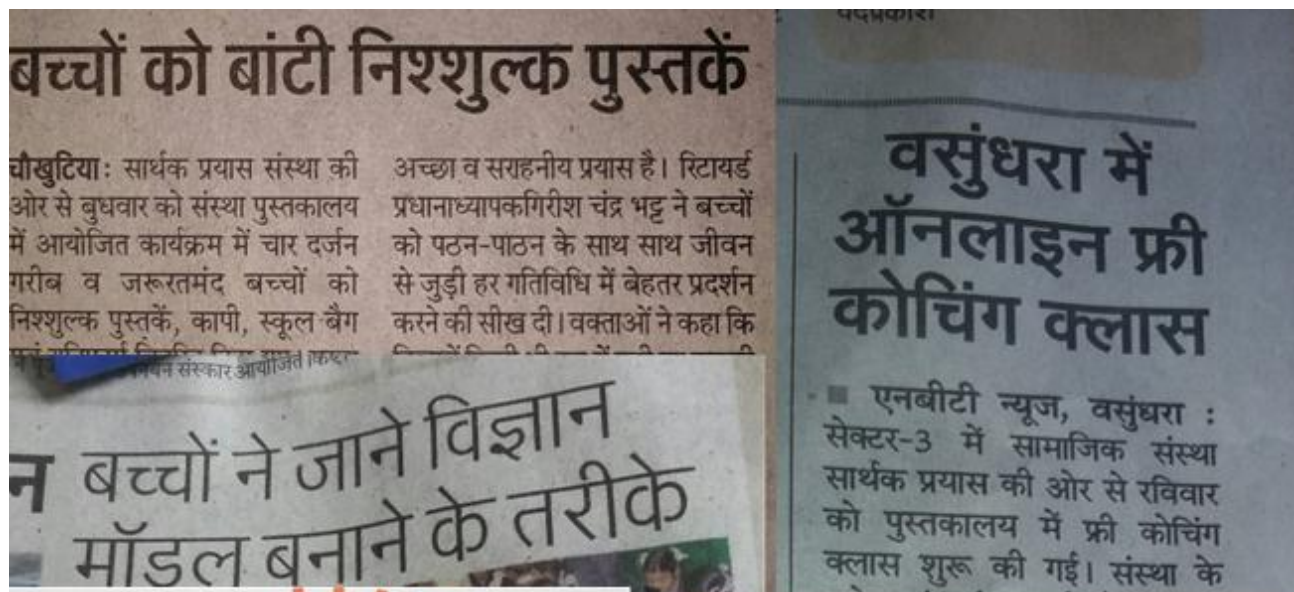 बच्चों को बांटी निश्शुल्क पुस्तकें
चौखुटिया: सार्थक प्रयास संस्था की
ओर से बुधवार को संस्था पुस्तकालय
में आयोजित कार्यक्रम में चार दर्जन
गरीब व जरूरतमंद बच्चों को
निश्शुल्क पुस्तकें, कापी, स्कूल बैग
अच्छा व सराहनीय प्रयास है। रिटायर्ड
प्रधानाध्यापकगिरीश चंद्र भट्ट ने बच्चों
को पठन-पाठन के साथ साथ जीवन
से जुड़ी हर गतिविधि में बेहतर प्रदर्शन
करने की सीख दी। वक्ताओं ने कहा कि
संस्कार आयोजित
न बच्चों ने जाने विज्ञान
मॉडल बनाने के तरीके
वसुंधरा में
ऑनलाइन फ्री
कोचिंग क्लास
एनबीटी न्यूज, वसुंधरा :
सेक्टर-3 में सामाजिक संस्था
सार्थक प्रयास की ओर से रविवार
को पुस्तकालय में फ्री कोचिंग
क्लास शुरू की गई। संस्था के